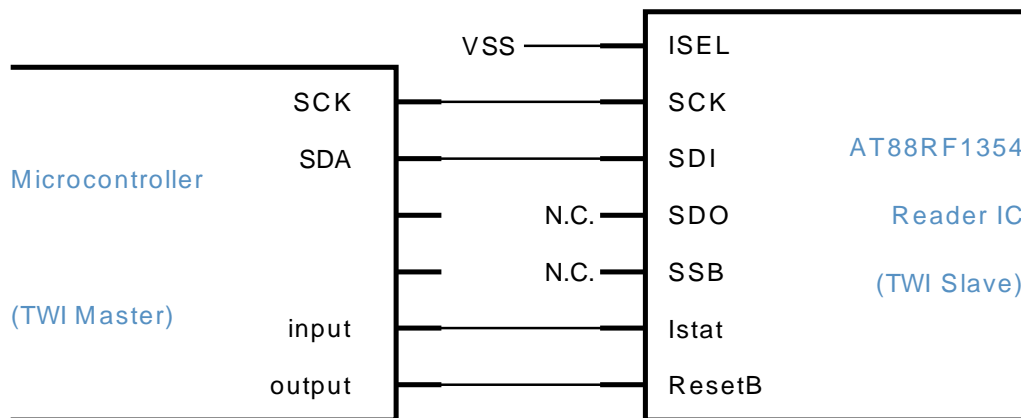 VSS
ISEL
SCK
SCK
SDA
SDI
AT88RF1354
Microcontroller
N.C.
SDO
Reader IC
N.C.
SSB
(TWI Slave)
(TWI Master)
input
Istat
output
ResetB